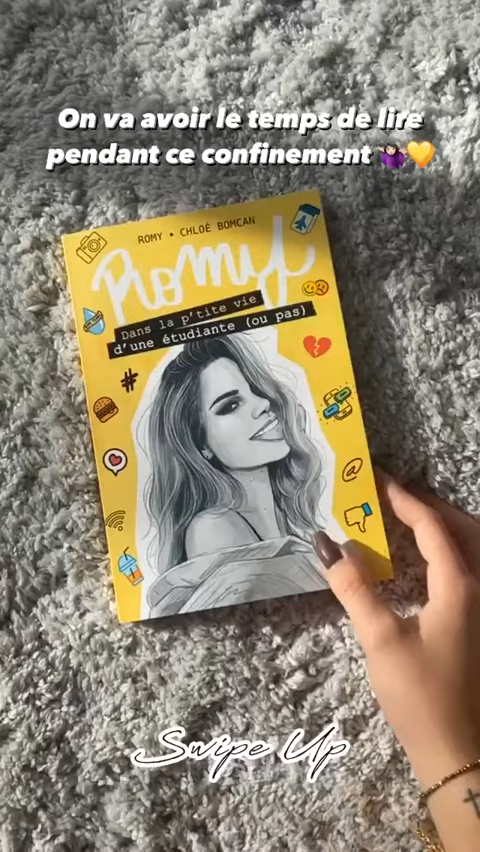 On va avoir le temps de lire
pendant ce confinement 🤷🏻‍♀️💛
ROMY • CHLOÉ BOMCAN
Romy
Dans la p'tite vie
d'une étudiante (ou pas)
#
@
Swipe Up